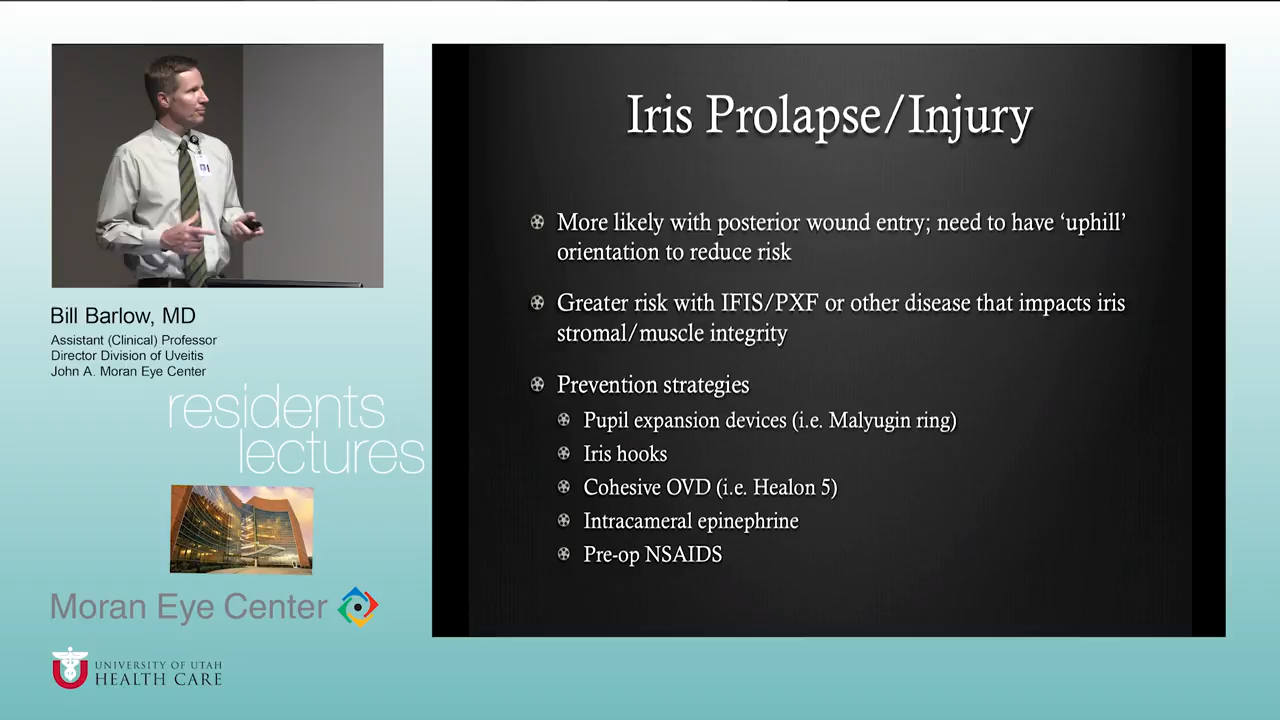 Iris Prolapse/Injury
More likely with posterior wound entry; need to have ‘uphill’
orientation to reduce risk
Greater risk with IFIS/PXF or other disease that impacts iris
stromal/muscle integrity
Prevention strategies
Pupil expansion devices (i.e. Malyugin ring)
Iris hooks
Cohesive OVD (i.e. Healon 5)
Intracameral epinephrine
Pre-op NSAIDS
Bill Barlow, MD
Assistant (Clinical) Professor
Director Division of Uveitis
John A. Moran Eye Center
residents
lectures
Moran Eye Center
UNIVERSITY OF UTAH
HEALTH CARE